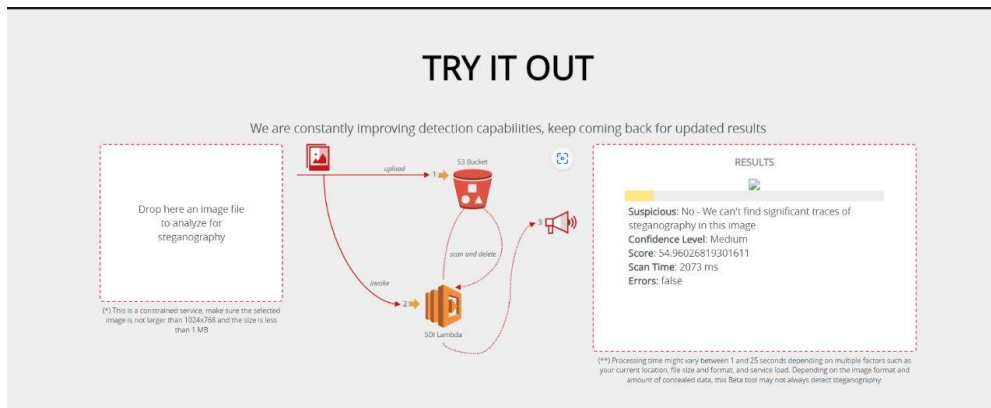 TRY IT OUT
We are constantly improving detection capabilities, keep coming back for updated results
Drop here an image file
to analyze for
steganography
(*) This is a constrained service, make sure the selected
image is not larger than 1024x768 and the size is less
than 1 MB
upload
1
S3 Bucket
scan and delete
invoke
2
SDI Lambda
3
RESULTS
Suspicious: No - We can't find significant traces of
steganography in this image
Confidence Level: Medium
Score: 54.96026819301611
Scan Time: 2073 ms
Errors: false
(**) Processing time might vary between 1 and 25 seconds depending on multiple factors such as
your current location, file size and format, and service load. Depending on the image format and
amount of concealed data, this Beta tool may not always detect steganography